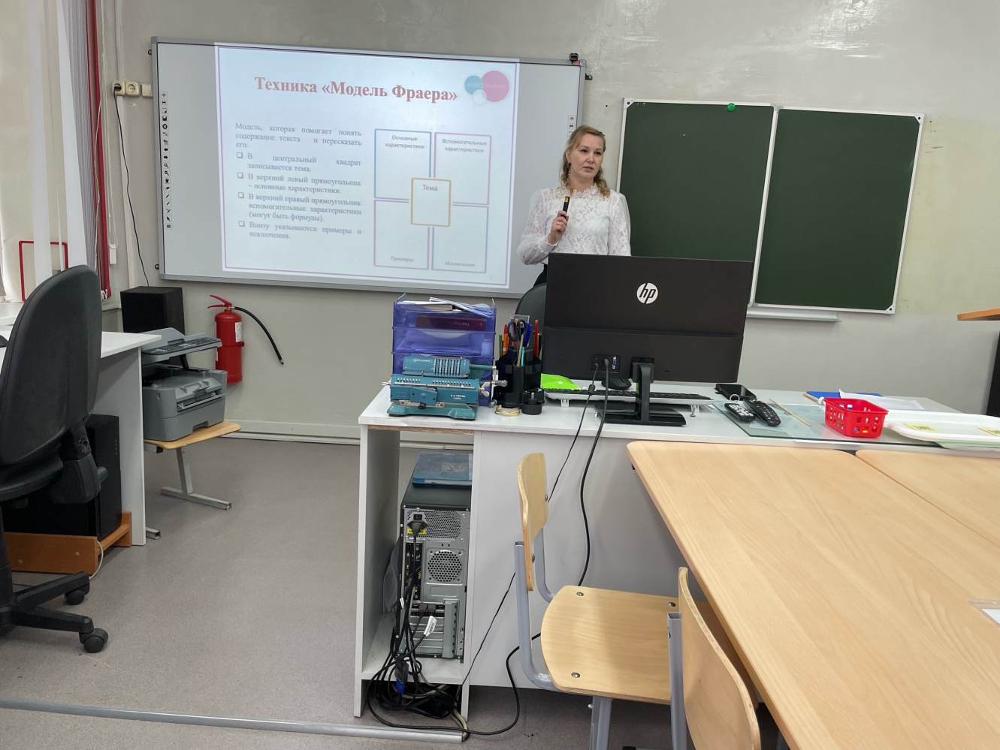 Техника «Модель Фраера»
Модель, которая помогает понять
содержание текста и пересказать
его.
В центральный квадрат
записывается тема.
В верхний левый прямоугольник
– основные характеристики.
В верхний правый прямоугольник
вспомогательные характеристики
(могут быть формулы).
Внизу указываются примеры и
исключения.
Основные
характеристики
Вспомогательные
характеристики
Тема
Примеры
Исключения
hp